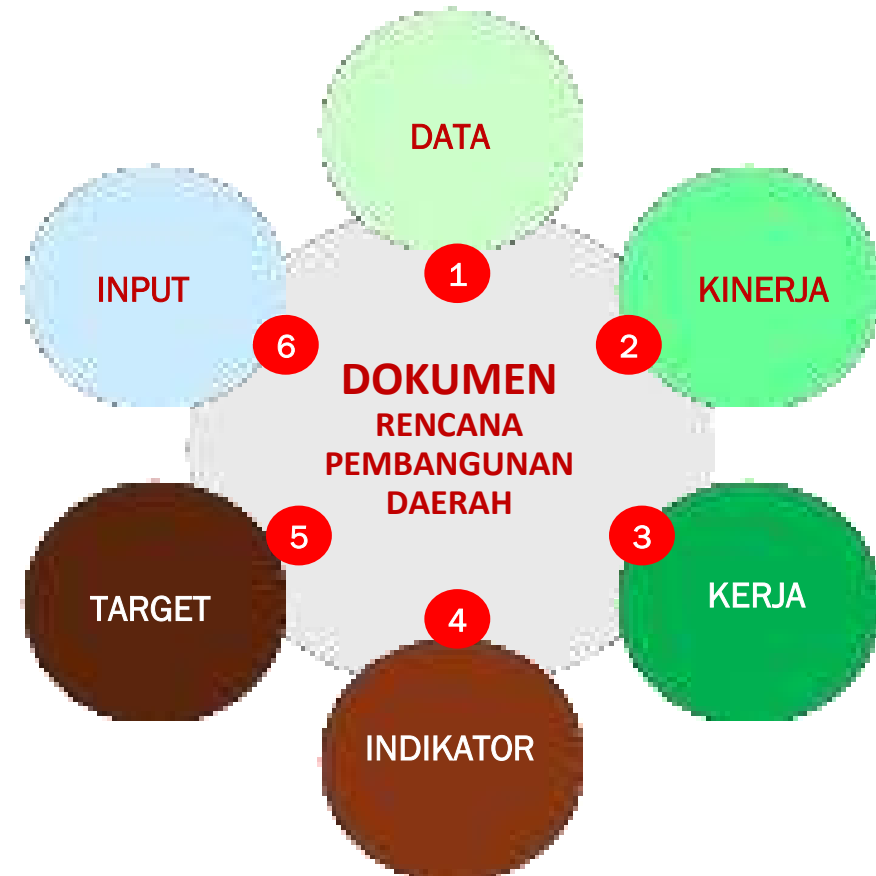 DATA
1
INPUT
KINERJA
6
2
DOKUMEN
RENCANA
PEMBANGUNAN
DAERAH
5
3
TARGET
KERJA
4
INDIKATOR